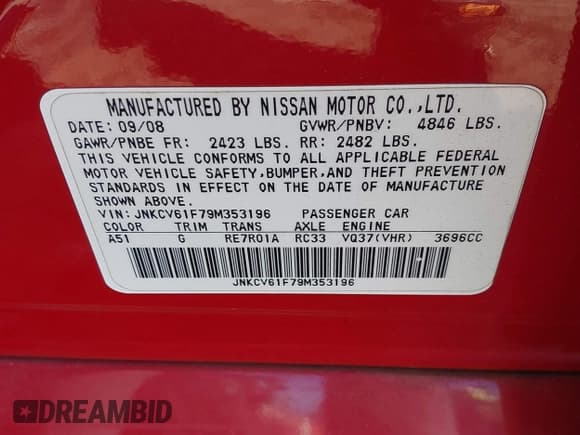 MANUFACTURED BY NISSAN MOTOR CO.,LTD.
DATE: 09/08 GVWR/PNBV: 4846 LBS.
GAWR/PNBE FR: 2423 LBS. RR: 2482 LBS.
THIS VEHICLE CONFORMS TO ALL APPLICABLE FEDERAL
MOTOR VEHICLE SAFETY,BUMPER,AND THEFT PREVENTION
STANDARDS IN EFFECT ON THE DATE OF MANUFACTURE
SHOWN ABOVE.
VIN: JNKCV61F79M353196 PASSENGER CAR
COLOR TRIM TRANS AXLE ENGINE
A51 G RE7R01A RC33 VQ37(VHR) 3696CC
JNKCV61F79M353196
DREAMBID